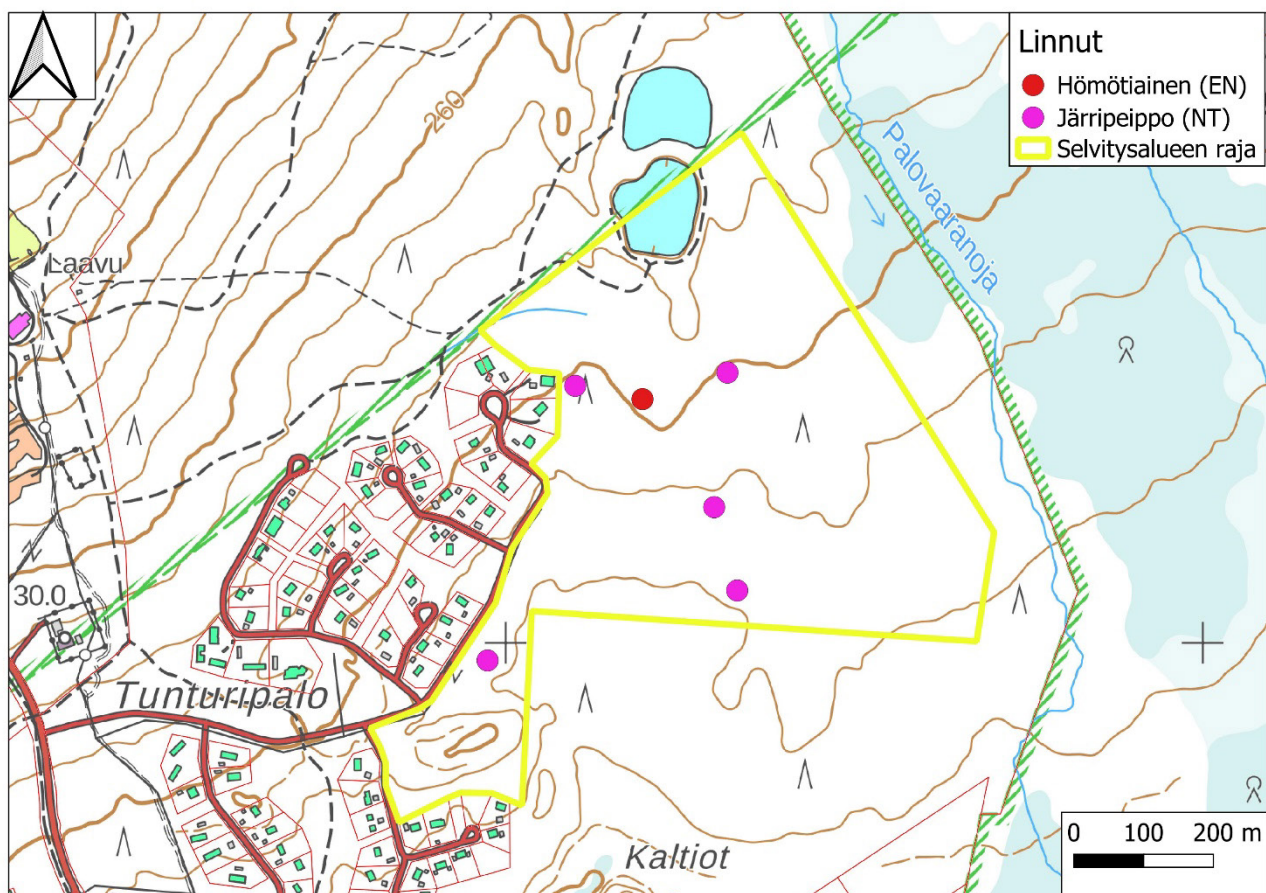 Linnut
Hömötiainen (EN)
Järripeippo (NT)
Selvitysalueen raja
260
Palovaaranoja
Laavu
30.0
Tunturipalo
Kaltiot
0 100 200 m